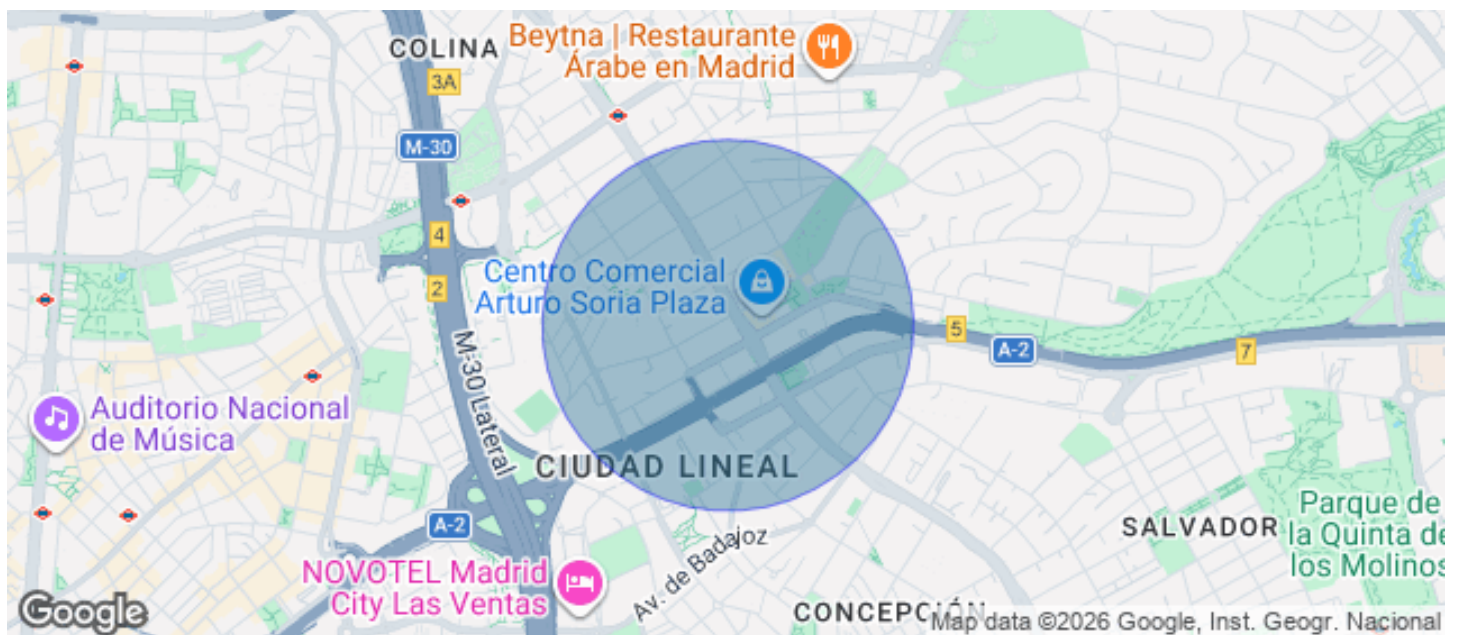 COLINA
Beytna | Restaurante
Árabe en Madrid
3A
M-30
4
2
Centro Comercial
Arturo Soria Plaza
M-30 Lateral
5
A-2
7
Auditorio Nacional
de Música
CIUDAD LINEAL
A-2
Av. de Badajoz
SALVADOR
Parque de
la Quinta de
los Molinos
NOVOTEL Madrid
City Las Ventas
CONCEPCIÓN
Google
Map data ©2026 Google, Inst. Geogr. Nacional